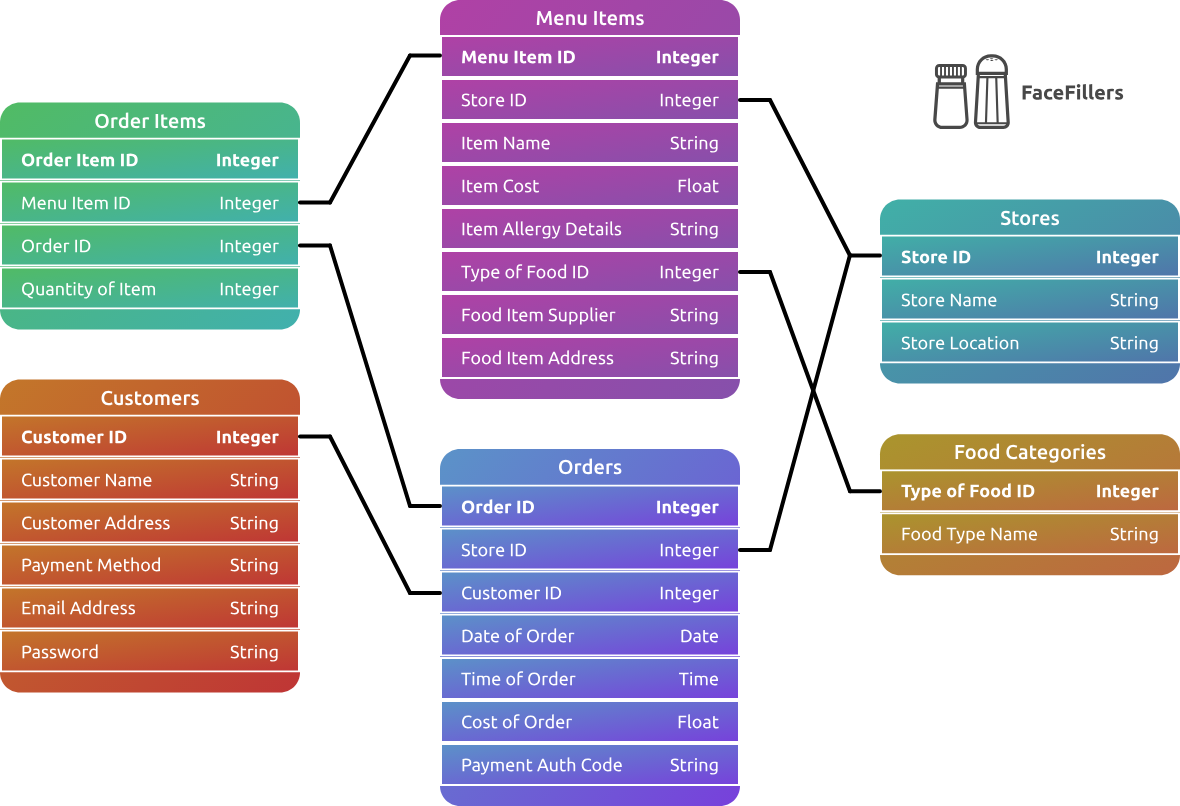 Menu Items
Menu Item ID Integer
Store ID Integer
Item Name String
Item Cost Float
Item Allergy Details String
Type of Food ID Integer
Food Item Supplier String
Food Item Address String
FaceFillers
Order Items
Order Item ID Integer
Menu Item ID Integer
Order ID Integer
Quantity of Item Integer
Stores
Store ID Integer
Store Name String
Store Location String
Customers
Customer ID Integer
Customer Name String
Customer Address String
Payment Method String
Email Address String
Password String
Orders
Order ID Integer
Store ID Integer
Customer ID Integer
Date of Order Date
Time of Order Time
Cost of Order Float
Payment Auth Code String
Food Categories
Type of Food ID Integer
Food Type Name String